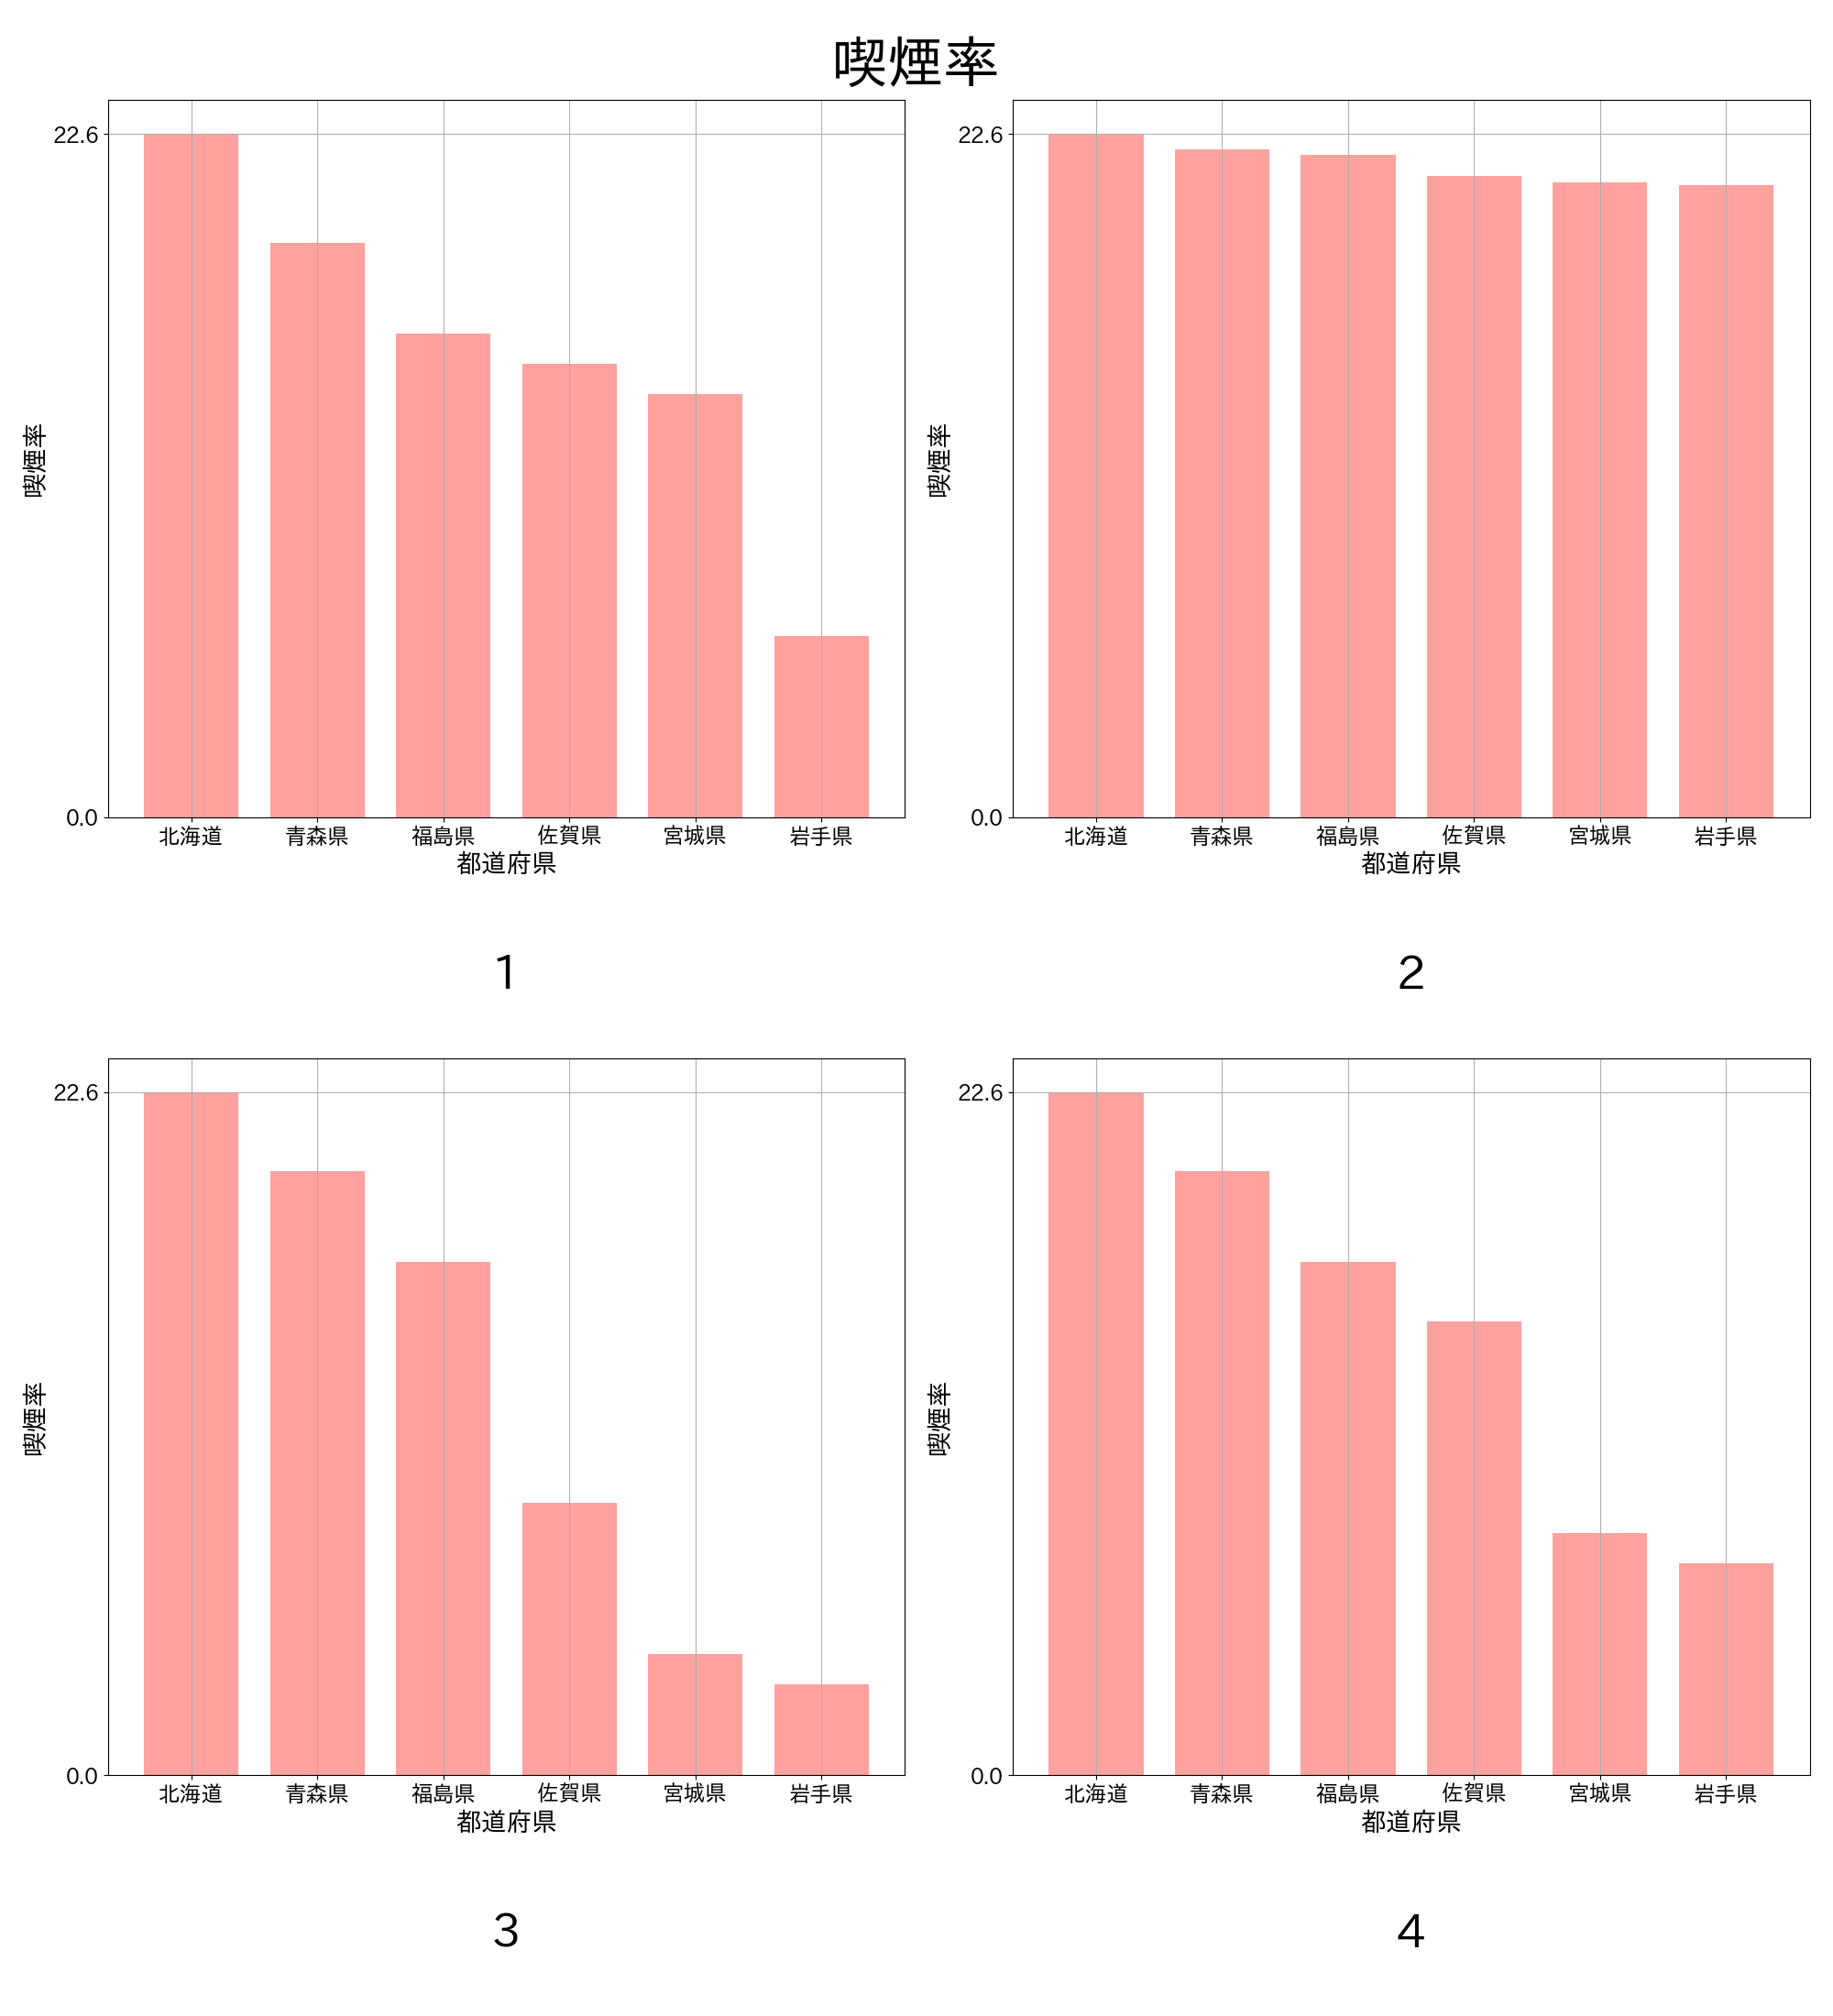 喫煙率
22.6
喫煙率
0.0
北海道 青森県 福島県 佐賀県 宮城県 岩手県
都道府県
1
22.6
喫煙率
0.0
北海道 青森県 福島県 佐賀県 宮城県 岩手県
都道府県
2
22.6
喫煙率
0.0
北海道 青森県 福島県 佐賀県 宮城県 岩手県
都道府県
3
22.6
喫煙率
0.0
北海道 青森県 福島県 佐賀県 宮城県 岩手県
都道府県
4